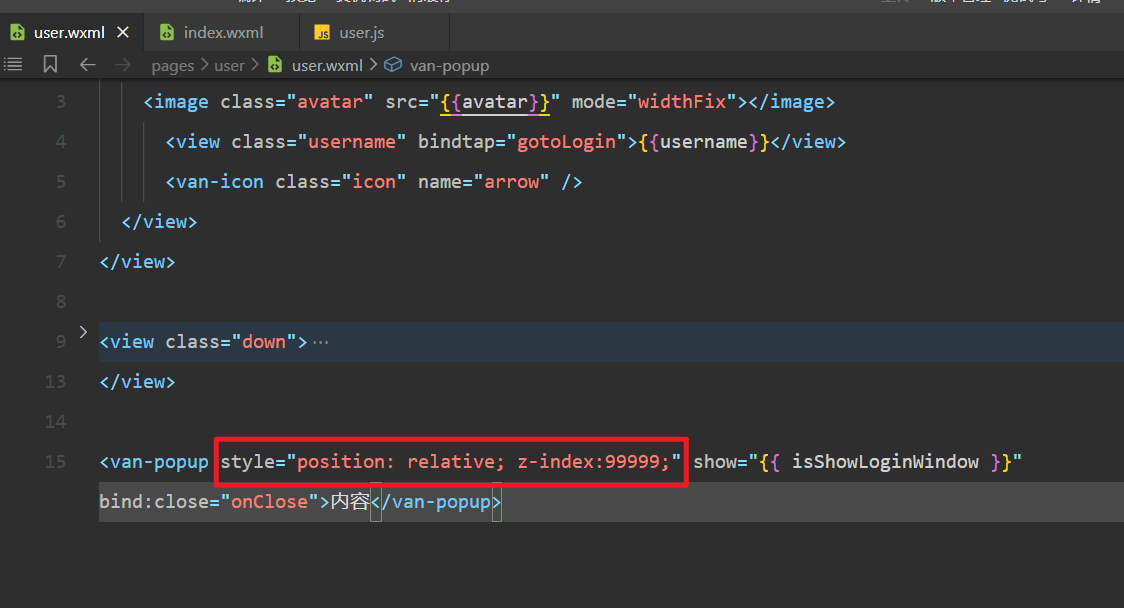 user.wxml index.wxml JS user.js
pages > user > user.wxml > van-popup
3 <image class="avatar" src="{{avatar}}" mode="widthFix"></image>
4 <view class="username" bindtap="gotoLogin">{{username}}</view>
5 <van-icon class="icon" name="arrow" />
6 </view>
7 </view>
8
9 <view class="down">···
13 </view>
14
15 <van-popup style="position: relative; z-index:99999;" show="{{ isShowLoginWindow }}"
bind:close="onClose">内容</van-popup>